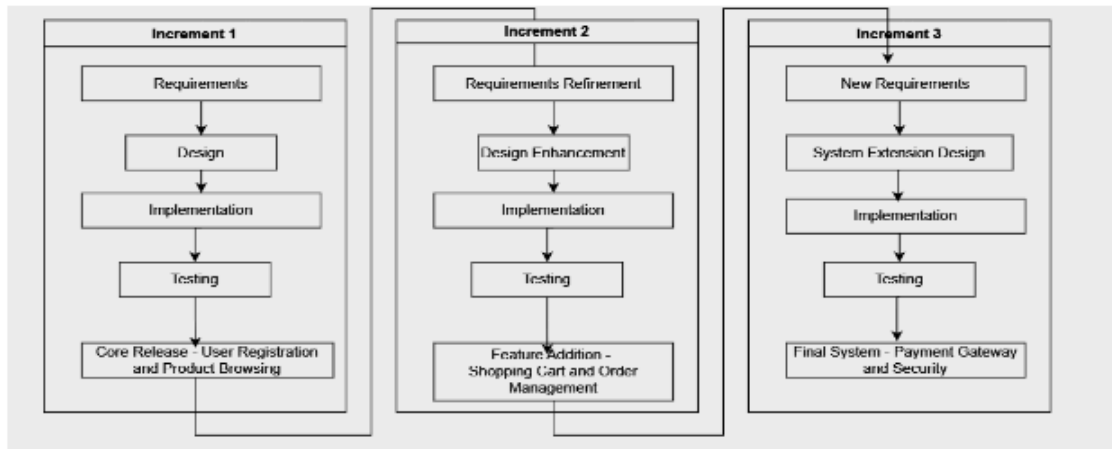 Increment 1
Requirements
Design
Implementation
Testing
Core Release - User Registration
and Product Browsing
Increment 2
Requirements Refinement
Design Enhancement
Implementation
Testing
Feature Addition -
Shopping Cart and Order
Management
Increment 3
New Requirements
System Extension Design
Implementation
Testing
Final System - Payment Gateway
and Security